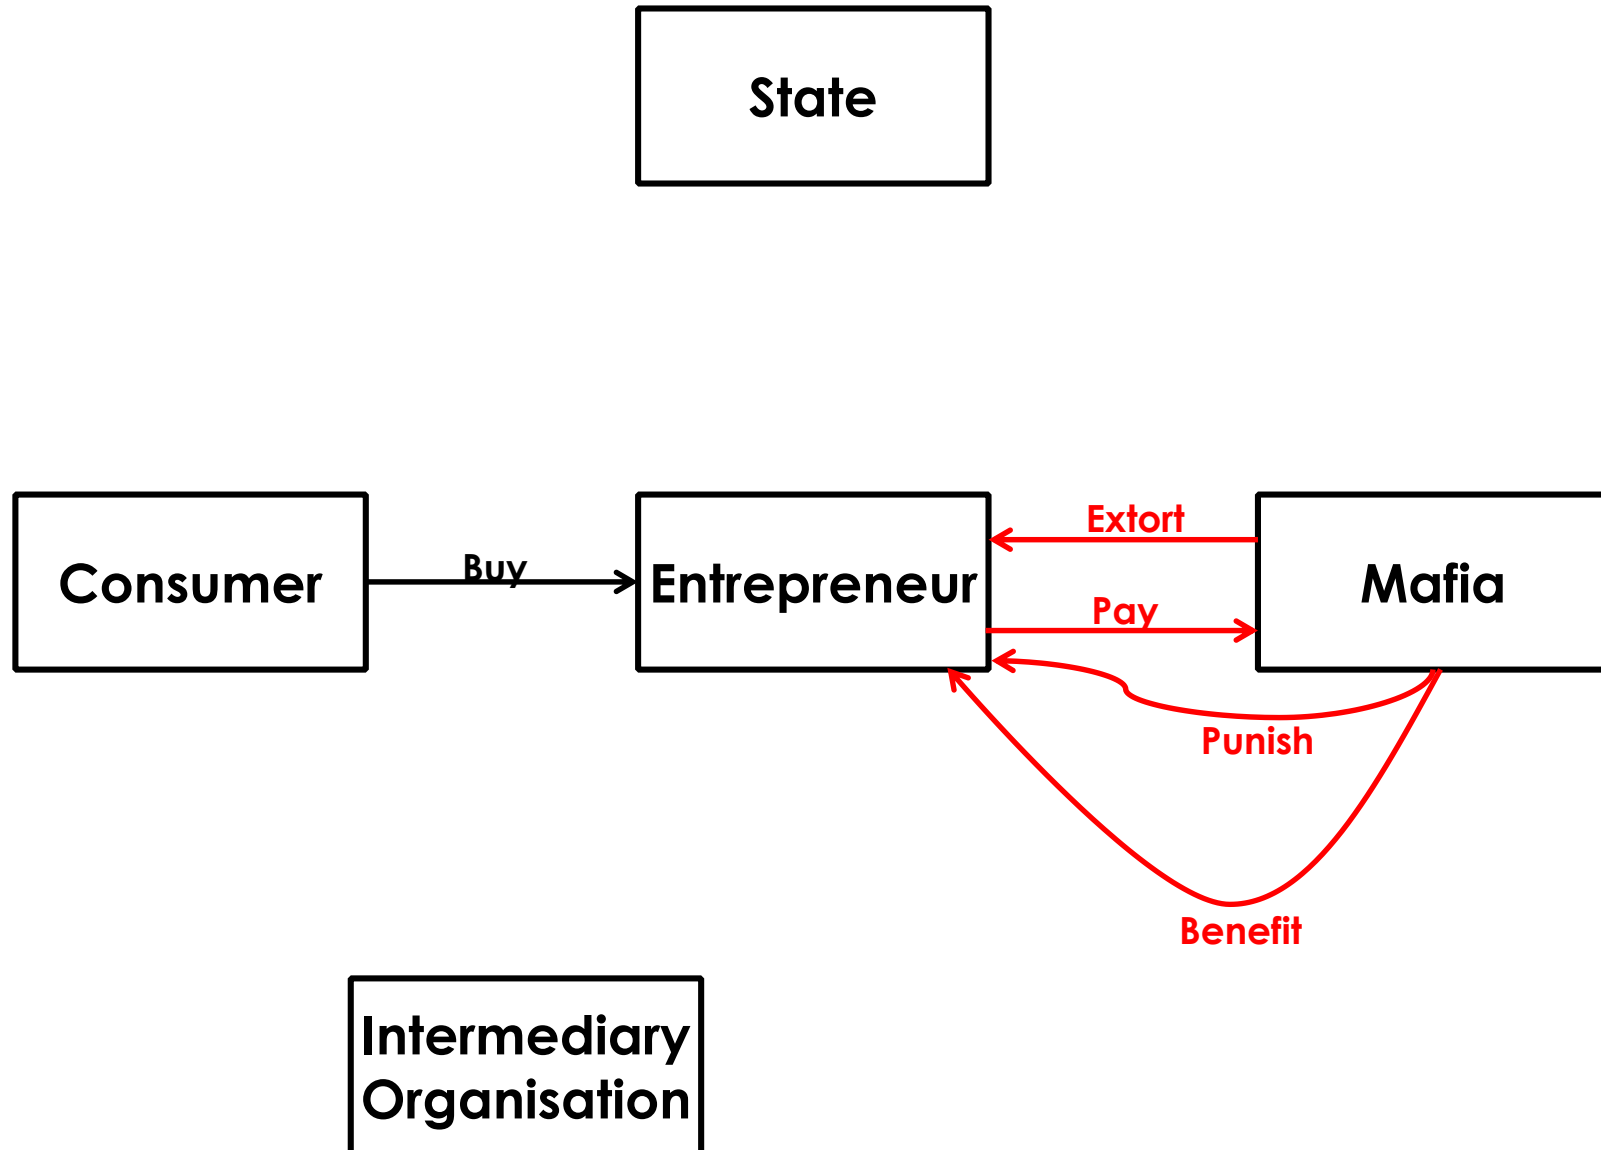 State
Extort
Consumer
Buy
Entrepreneur
Mafia
Pay
Punish
Benefit
Intermediary
Organisation